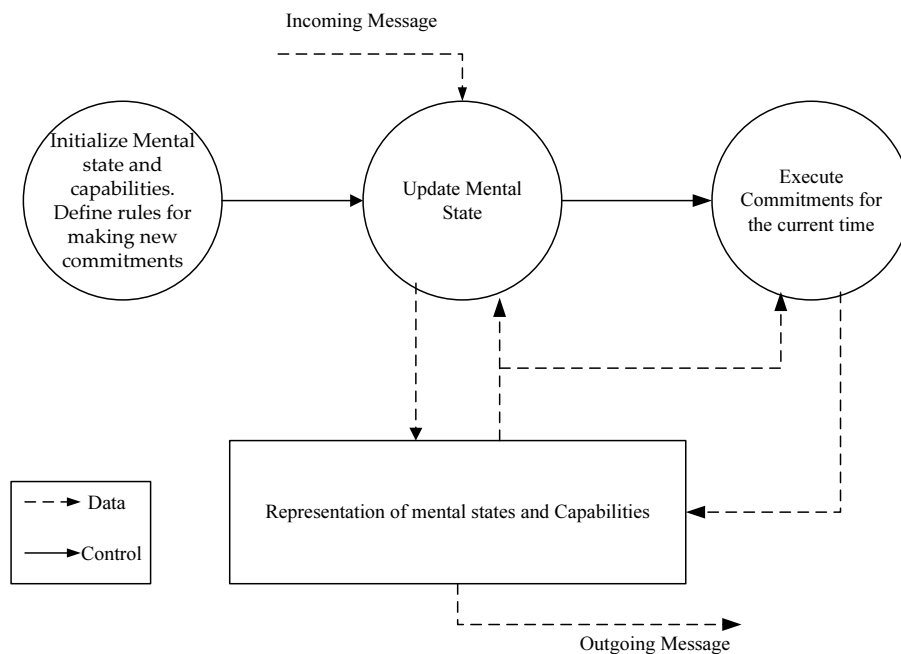 Incoming Message
Initialize Mental
state and
capabilities.
Define rules for
making new
commitments
Update Mental
State
Execute
Commitments for
the current time
Representation of mental states and Capabilities
Data
Control
Outgoing Message